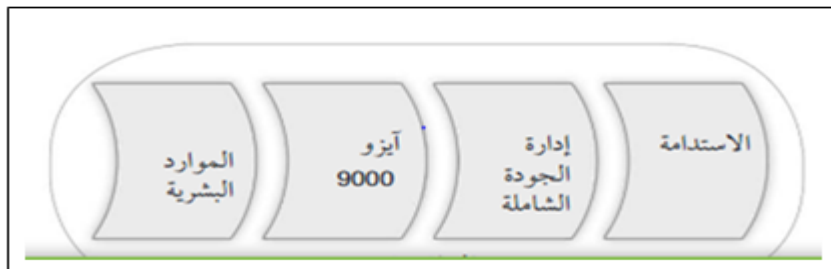 الاستدامة
إدارة
الجودة
الشاملة
آيزو
9000
الموارد
البشرية